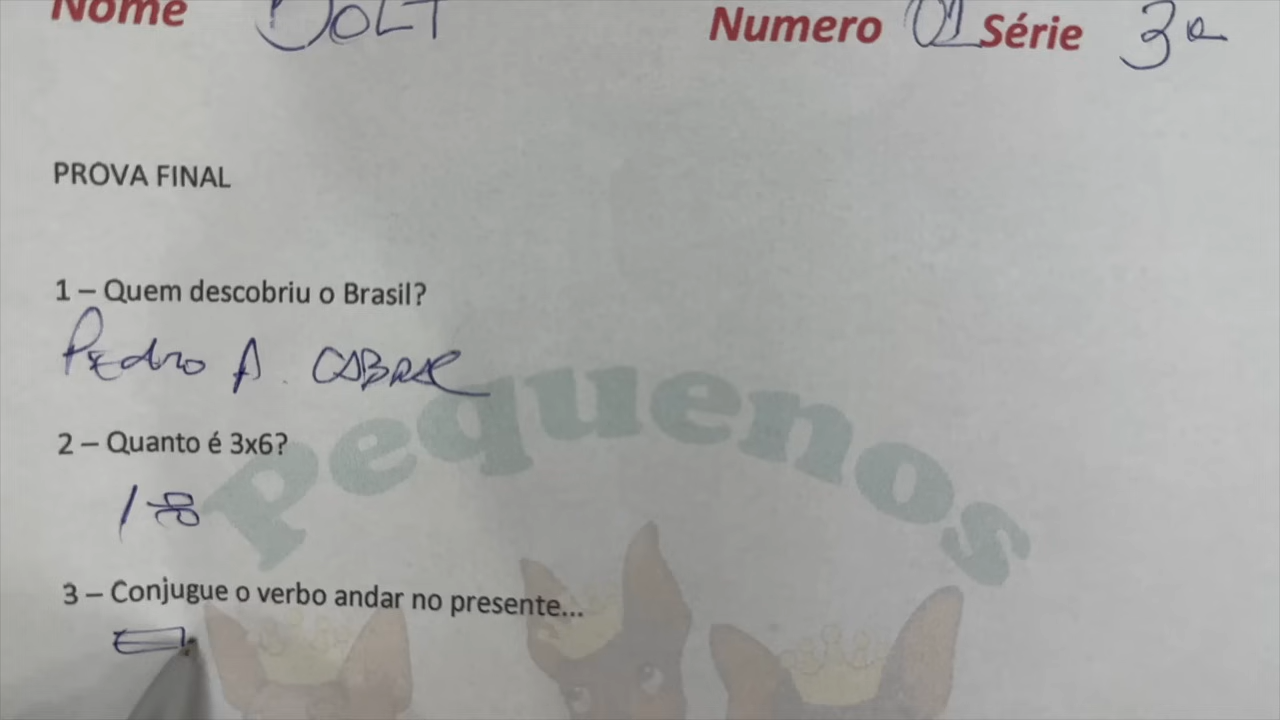 Nome BOLT Numero 01 Série 3ª
PROVA FINAL
1 – Quem descobriu o Brasil?
Pedro A. CABRAL
2 – Quanto é 3x6?
18
3 – Conjugue o verbo andar no presente...
Pequenos